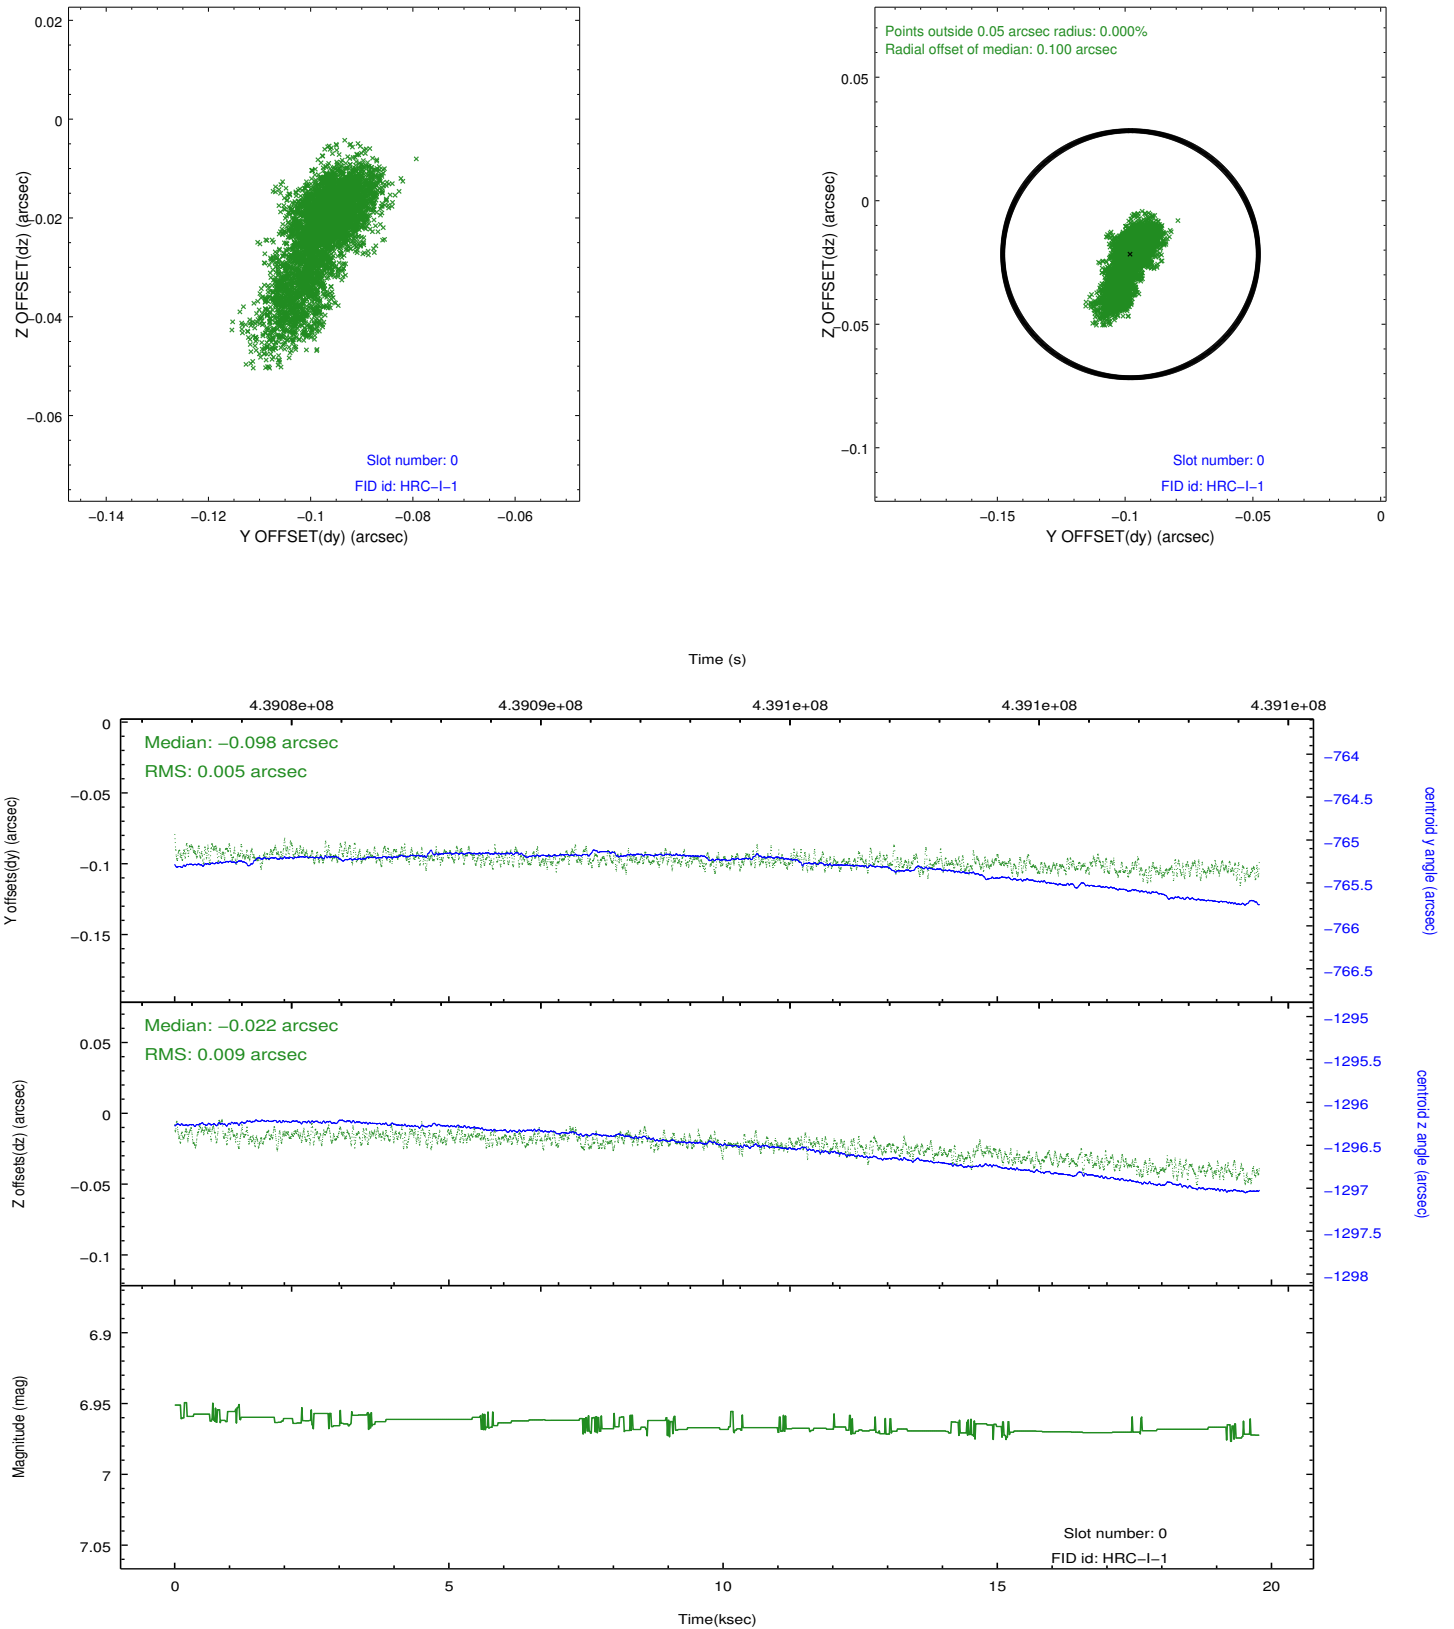 0.02
0
−0.02
−0.04
−0.06
Z OFFSET(dz) (arcsec)
Slot number: 0
FID id: HRC−I−1
−0.14
−0.12
−0.1
−0.08
−0.06
Y OFFSET(dy) (arcsec)
Points outside 0.05 arcsec radius: 0.000%
Radial offset of median: 0.100 arcsec
0.05
0
−0.05
−0.1
Z OFFSET(dz) (arcsec)
Slot number: 0
FID id: HRC−I−1
−0.15
−0.1
−0.05
0
Y OFFSET(dy) (arcsec)
Time (s)
4.3908e+08
4.3909e+08
4.391e+08
4.391e+08
4.391e+08
Median: −0.098 arcsec
RMS: 0.005 arcsec
0
−0.05
−0.1
−0.15
Y offsets(dy) (arcsec)
−764
−764.5
−765
−765.5
−766
−766.5
centroid y angle (arcsec)
Median: −0.022 arcsec
RMS: 0.009 arcsec
0.05
0
−0.05
−0.1
Z offsets(dz) (arcsec)
−1295
−1295.5
−1296
−1296.5
−1297
−1297.5
−1298
centroid z angle (arcsec)
6.9
6.95
7
7.05
Magnitude (mag)
Slot number: 0
FID id: HRC−I−1
0
5
10
15
20
Time(ksec)